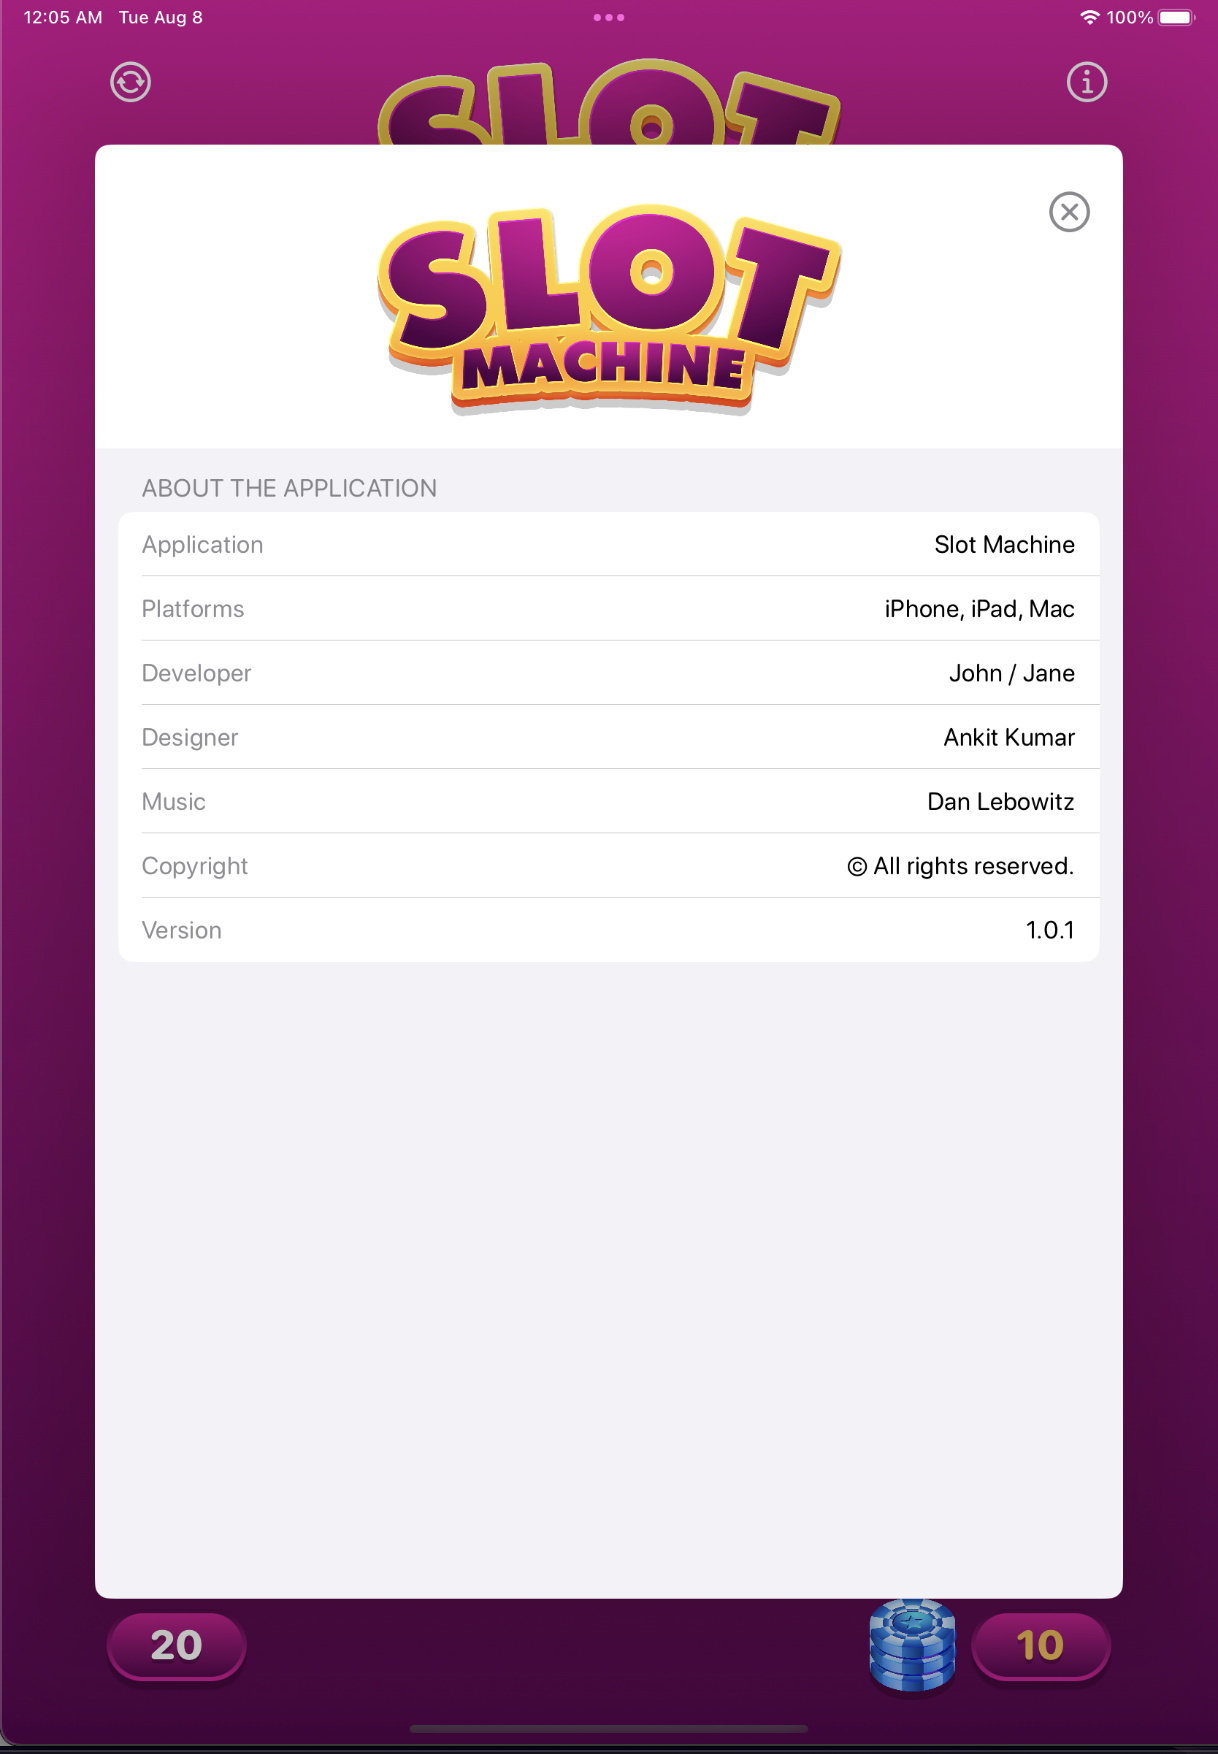 12:05 AM Tue Aug 8 100%
SLOT
SLOT
MACHINE
ABOUT THE APPLICATION
Application Slot Machine
Platforms iPhone, iPad, Mac
Developer John / Jane
Designer Ankit Kumar
Music Dan Lebowitz
Copyright © All rights reserved.
Version 1.0.1
20 10